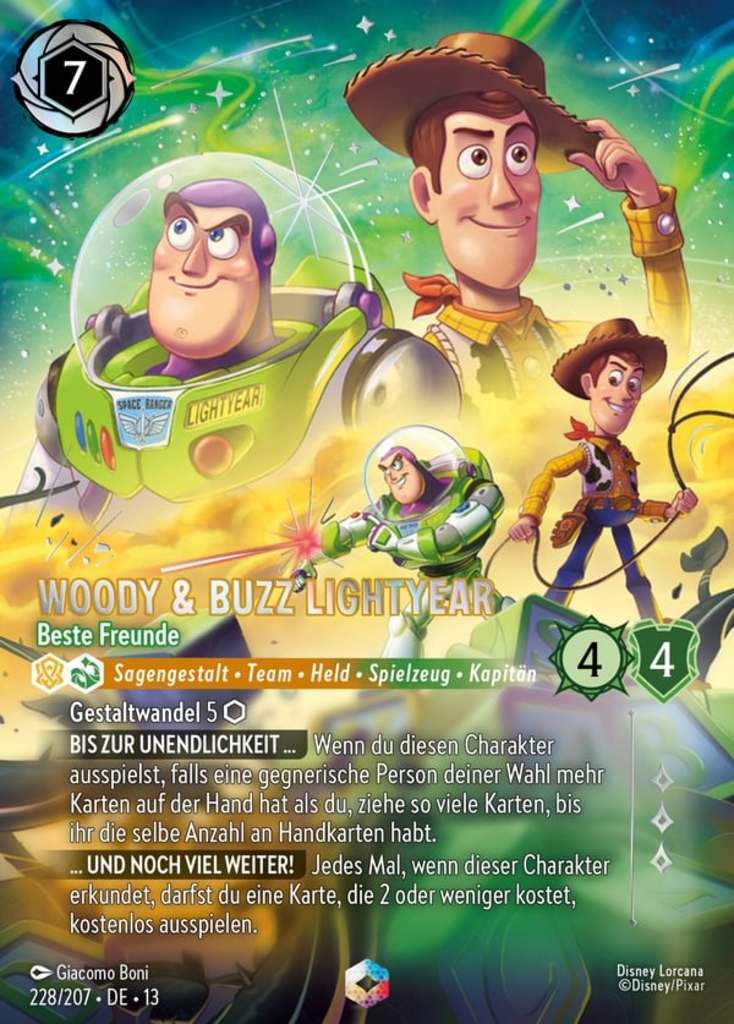 7
SPACE RANGER
LIGHTYEAR
WOODY & BUZZ LIGHTYEAR
Beste Freunde
Sagengestalt • Team • Held • Spielzeug • Kapitän
4
4
Gestaltwandel 5
BIS ZUR UNENDLICHKEIT ... Wenn du diesen Charakter
ausspielst, falls eine gegnerische Person deiner Wahl mehr
Karten auf der Hand hat als du, ziehe so viele Karten, bis
ihr die selbe Anzahl an Handkarten habt.
... UND NOCH VIEL WEITER! Jedes Mal, wenn dieser Charakter
erkundet, darfst du eine Karte, die 2 oder weniger kostet,
kostenlos ausspielen.
Giacomo Boni
228/207 • DE • 13
Disney Lorcana
©Disney/Pixar